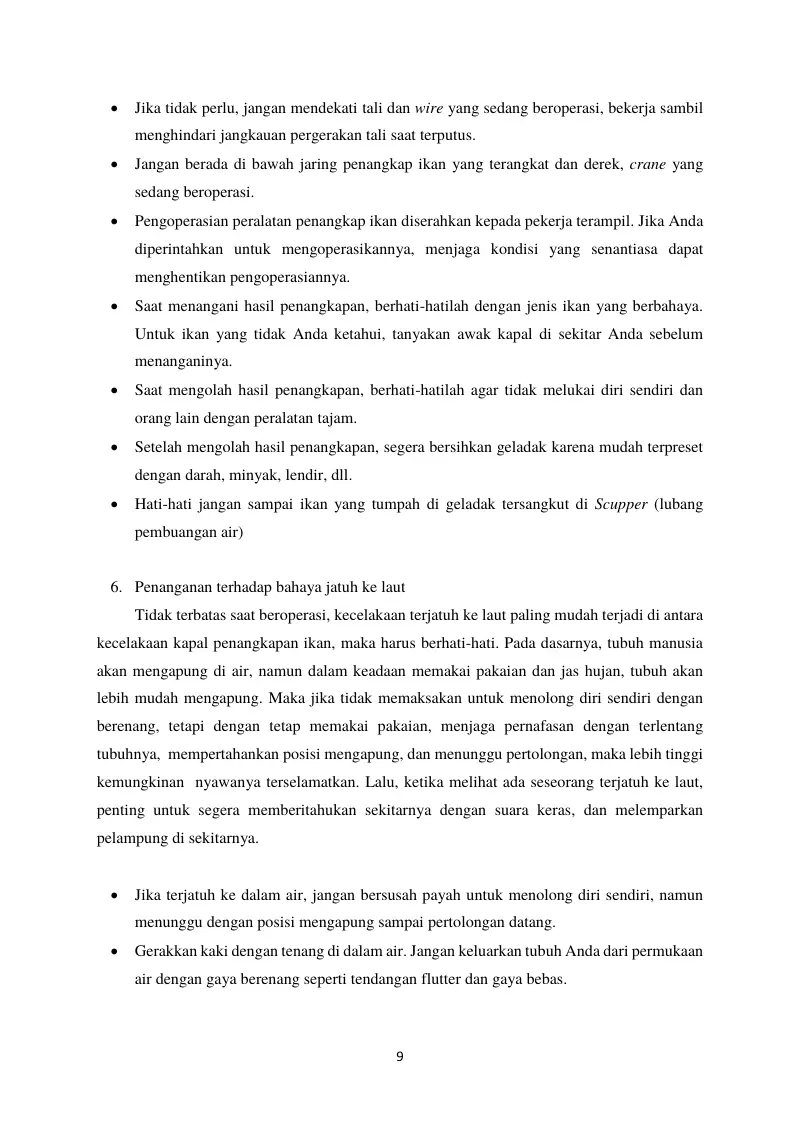 • Jika tidak perlu, jangan mendekati tali dan wire yang sedang beroperasi, bekerja sambil
menghindari jangkauan pergerakan tali saat terputus.
• Jangan berada di bawah jaring penangkap ikan yang terangkat dan derek, crane yang
sedang beroperasi.
• Pengoperasian peralatan penangkap ikan diserahkan kepada pekerja terampil. Jika Anda
diperintahkan untuk mengoperasikannya, menjaga kondisi yang senantiasa dapat
menghentikan pengoperasiannya.
• Saat menangani hasil penangkapan, berhati-hatilah dengan jenis ikan yang berbahaya.
Untuk ikan yang tidak Anda ketahui, tanyakan awak kapal di sekitar Anda sebelum
menanganinya.
• Saat mengolah hasil penangkapan, berhati-hatilah agar tidak melukai diri sendiri dan
orang lain dengan peralatan tajam.
• Setelah mengolah hasil penangkapan, segera bersihkan geladak karena mudah terpreset
dengan darah, minyak, lendir, dll.
• Hati-hati jangan sampai ikan yang tumpah di geladak tersangkut di Scupper (lubang
pembuangan air)
6. Penanganan terhadap bahaya jatuh ke laut
Tidak terbatas saat beroperasi, kecelakaan terjatuh ke laut paling mudah terjadi di antara
kecelakaan kapal penangkapan ikan, maka harus berhati-hati. Pada dasarnya, tubuh manusia
akan mengapung di air, namun dalam keadaan memakai pakaian dan jas hujan, tubuh akan
lebih mudah mengapung. Maka jika tidak memaksakan untuk menolong diri sendiri dengan
berenang, tetapi dengan tetap memakai pakaian, menjaga pernafasan dengan terlentang
tubuhnya, mempertahankan posisi mengapung, dan menunggu pertolongan, maka lebih tinggi
kemungkinan nyawanya terselamatkan. Lalu, ketika melihat ada seseorang terjatuh ke laut,
penting untuk segera memberitahukan sekitarnya dengan suara keras, dan melemparkan
pelampung di sekitarnya.
• Jika terjatuh ke dalam air, jangan bersusah payah untuk menolong diri sendiri, namun
menunggu dengan posisi mengapung sampai pertolongan datang.
• Gerakkan kaki dengan tenang di dalam air. Jangan keluarkan tubuh Anda dari permukaan
air dengan gaya berenang seperti tendangan flutter dan gaya bebas.
9